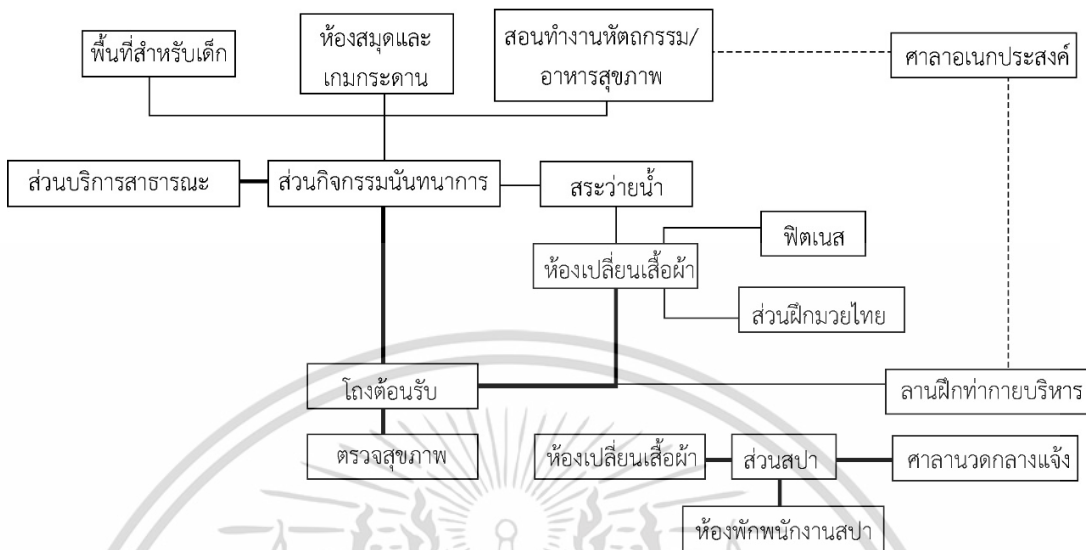 พื้นที่สำหรับเด็ก
ห้องสมุดและ
เกมกระดาน
สอนทำงานหัตถกรรม/
อาหารสุขภาพ
ศาลาอเนกประสงค์
ส่วนบริการสาธารณะ
ส่วนกิจกรรมนันทนาการ
สระว่ายน้ำ
ฟิตเนส
ห้องเปลี่ยนเสื้อผ้า
ส่วนฝึกมวยไทย
โถงต้อนรับ
ลานฝึกท่ากายบริหาร
ตรวจสุขภาพ
ห้องเปลี่ยนเสื้อผ้า
ส่วนสปา
ศาลานวดกลางแจ้ง
ห้องพักพนักงานสปา